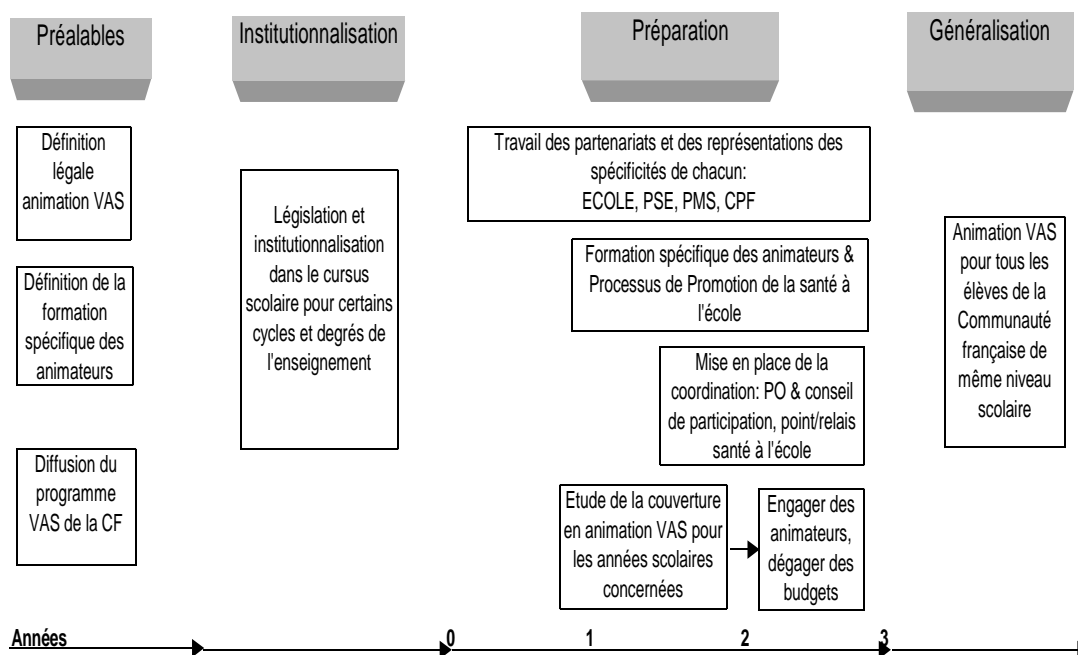 Préalables
Institutionnalisation
Préparation
Généralisation
Définition
légale
animation VAS
Définition de la
formation
spécifique des
animateurs
Diffusion du
programme
VAS de la CF
Législation et
institutionnalisation
dans le cursus
scolaire pour certains
cycles et degrés de
l'enseignement
Travail des partenariats et des représentations des
spécificités de chacun:
ECOLE, PSE, PMS, CPF
Formation spécifique des animateurs &
Processus de Promotion de la santé à
l'école
Mise en place de la
coordination: PO & conseil
de participation, point/relais
santé à l'école
Etude de la couverture
en animation VAS pour
les années scolaires
concernées
Engager des
animateurs,
dégager des
budgets
Animation VAS
pour tous les
élèves de la
Communauté
française de
même niveau
scolaire
Années 0 1 2 3